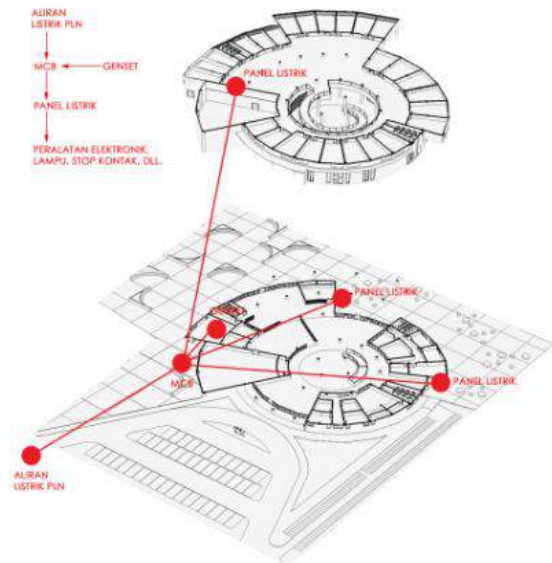 ALIRAN
LISTRIK PLN
MCB
GENSET
PANEL LISTRIK
PERALATAN ELEKTRONIK,
LAMPU, STOP KONTAK, DLL.
PANEL LISTRIK
PANEL LISTRIK
MCB
PANEL LISTRIK
ALIRAN
LISTRIK PLN